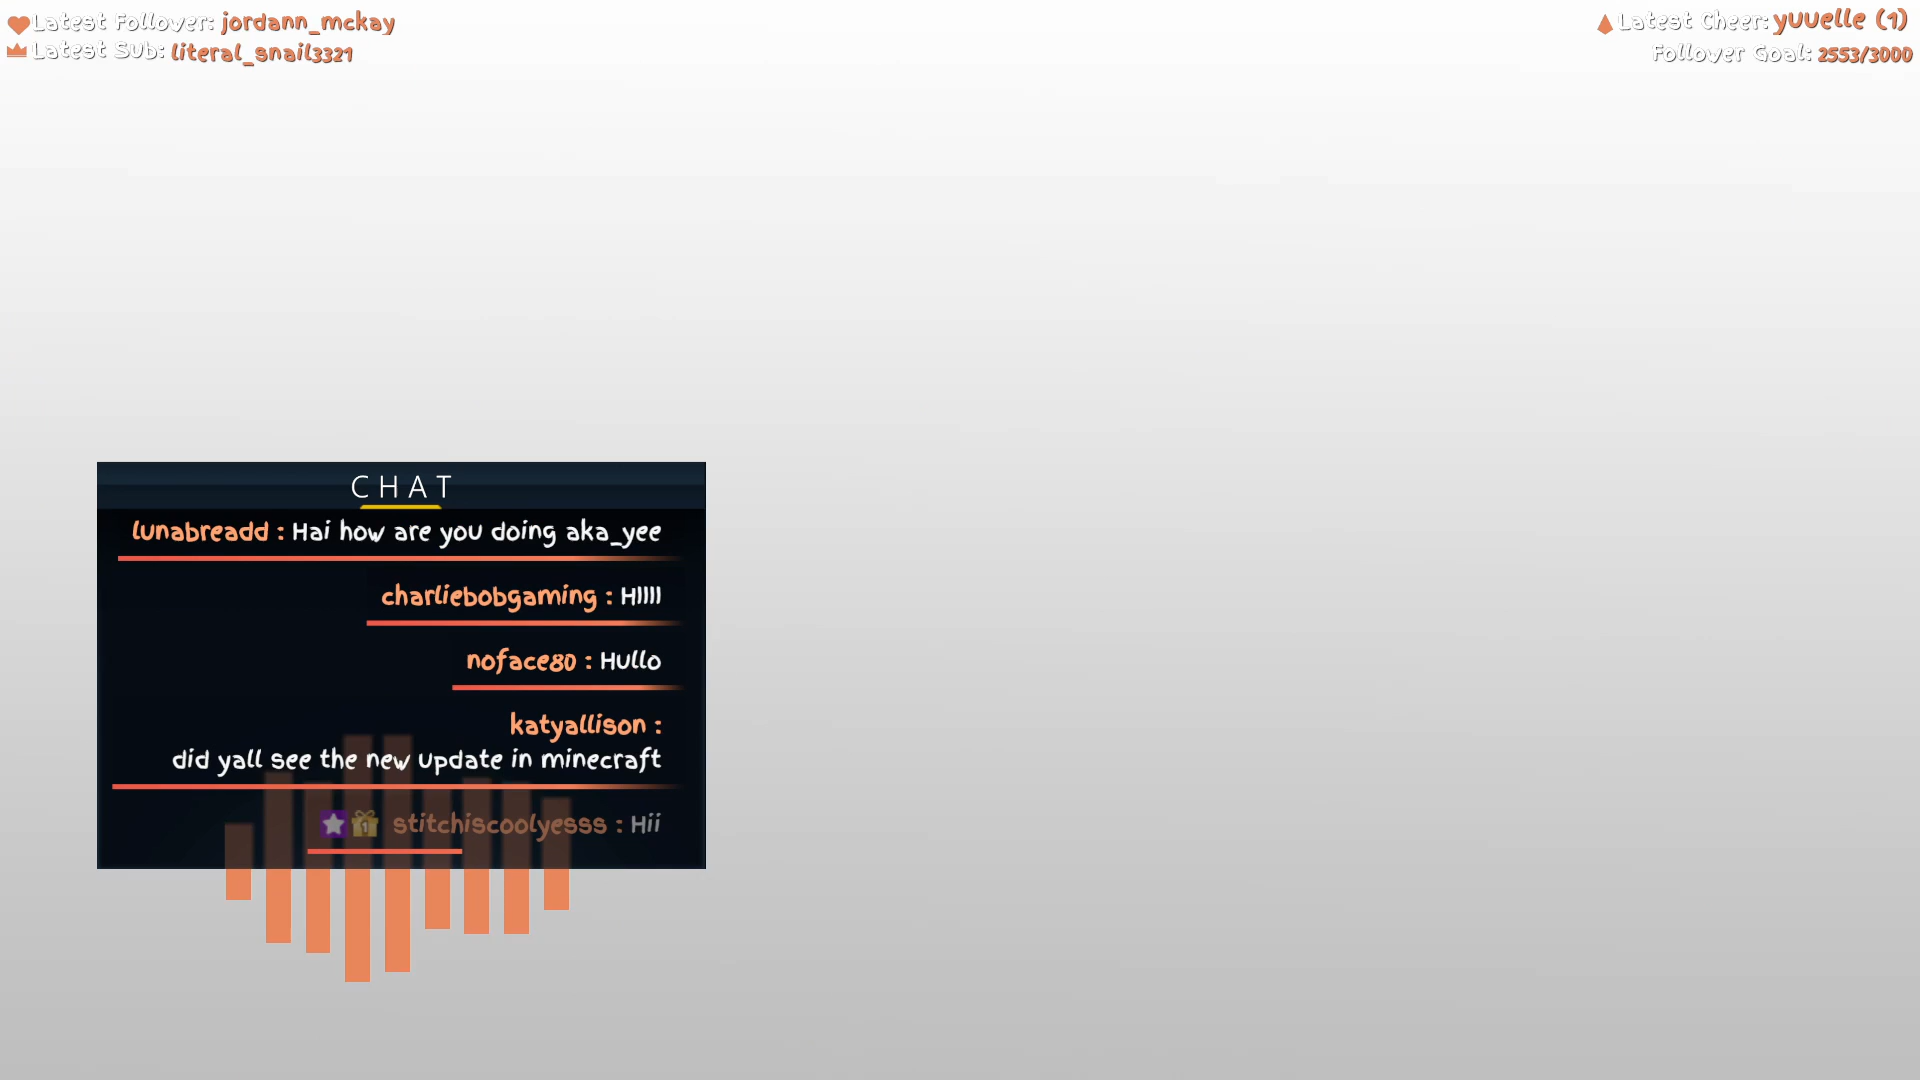 Latest Follower: jordann_mckay
Latest Sub: literal_snail3321
Latest Cheer: yuuelle (1)
Follower Goal: 2553/3000
CHAT
lunabreadd : Hai how are you doing aka_yee
charliebobgaming : HIIII
noface80 : Hullo
katyallison :
did yall see the new update in minecraft
1 stitchiscoolyesss : Hii